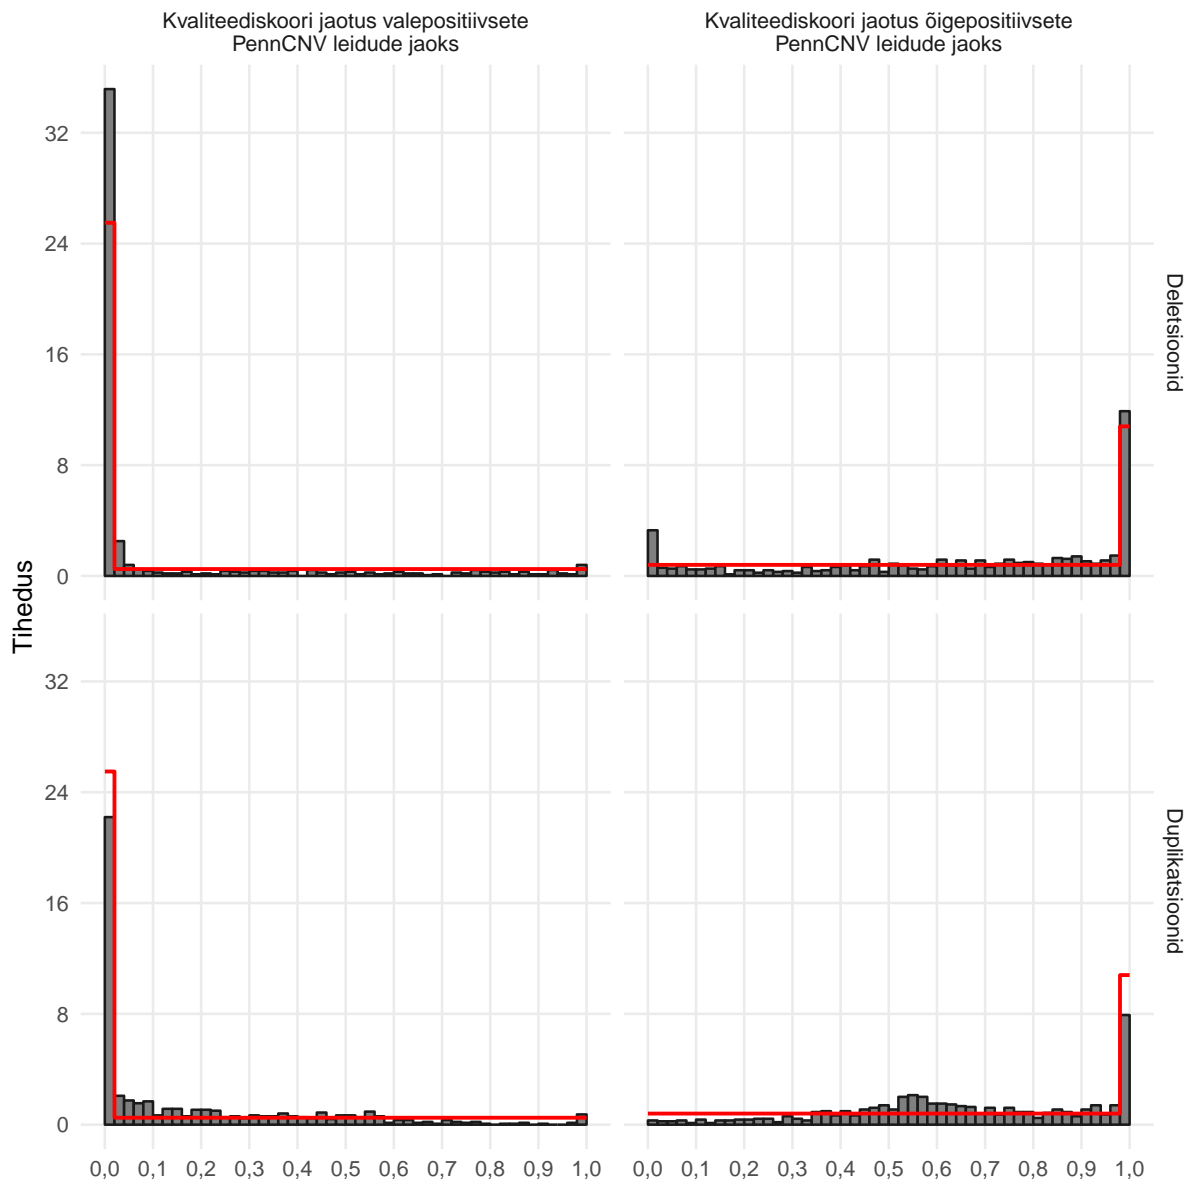 Kvaliteediskoori jaotus valepositiivsete
PennCNV leidude jaoks
Kvaliteediskoori jaotus õigepositiivsete
PennCNV leidude jaoks
32
24
16
8
0
Deletsioonid
Tihedus
32
24
16
8
0
Duplikatsioonid
0,0 0,1 0,2 0,3 0,4 0,5 0,6 0,7 0,8 0,9 1,0
0,0 0,1 0,2 0,3 0,4 0,5 0,6 0,7 0,8 0,9 1,0